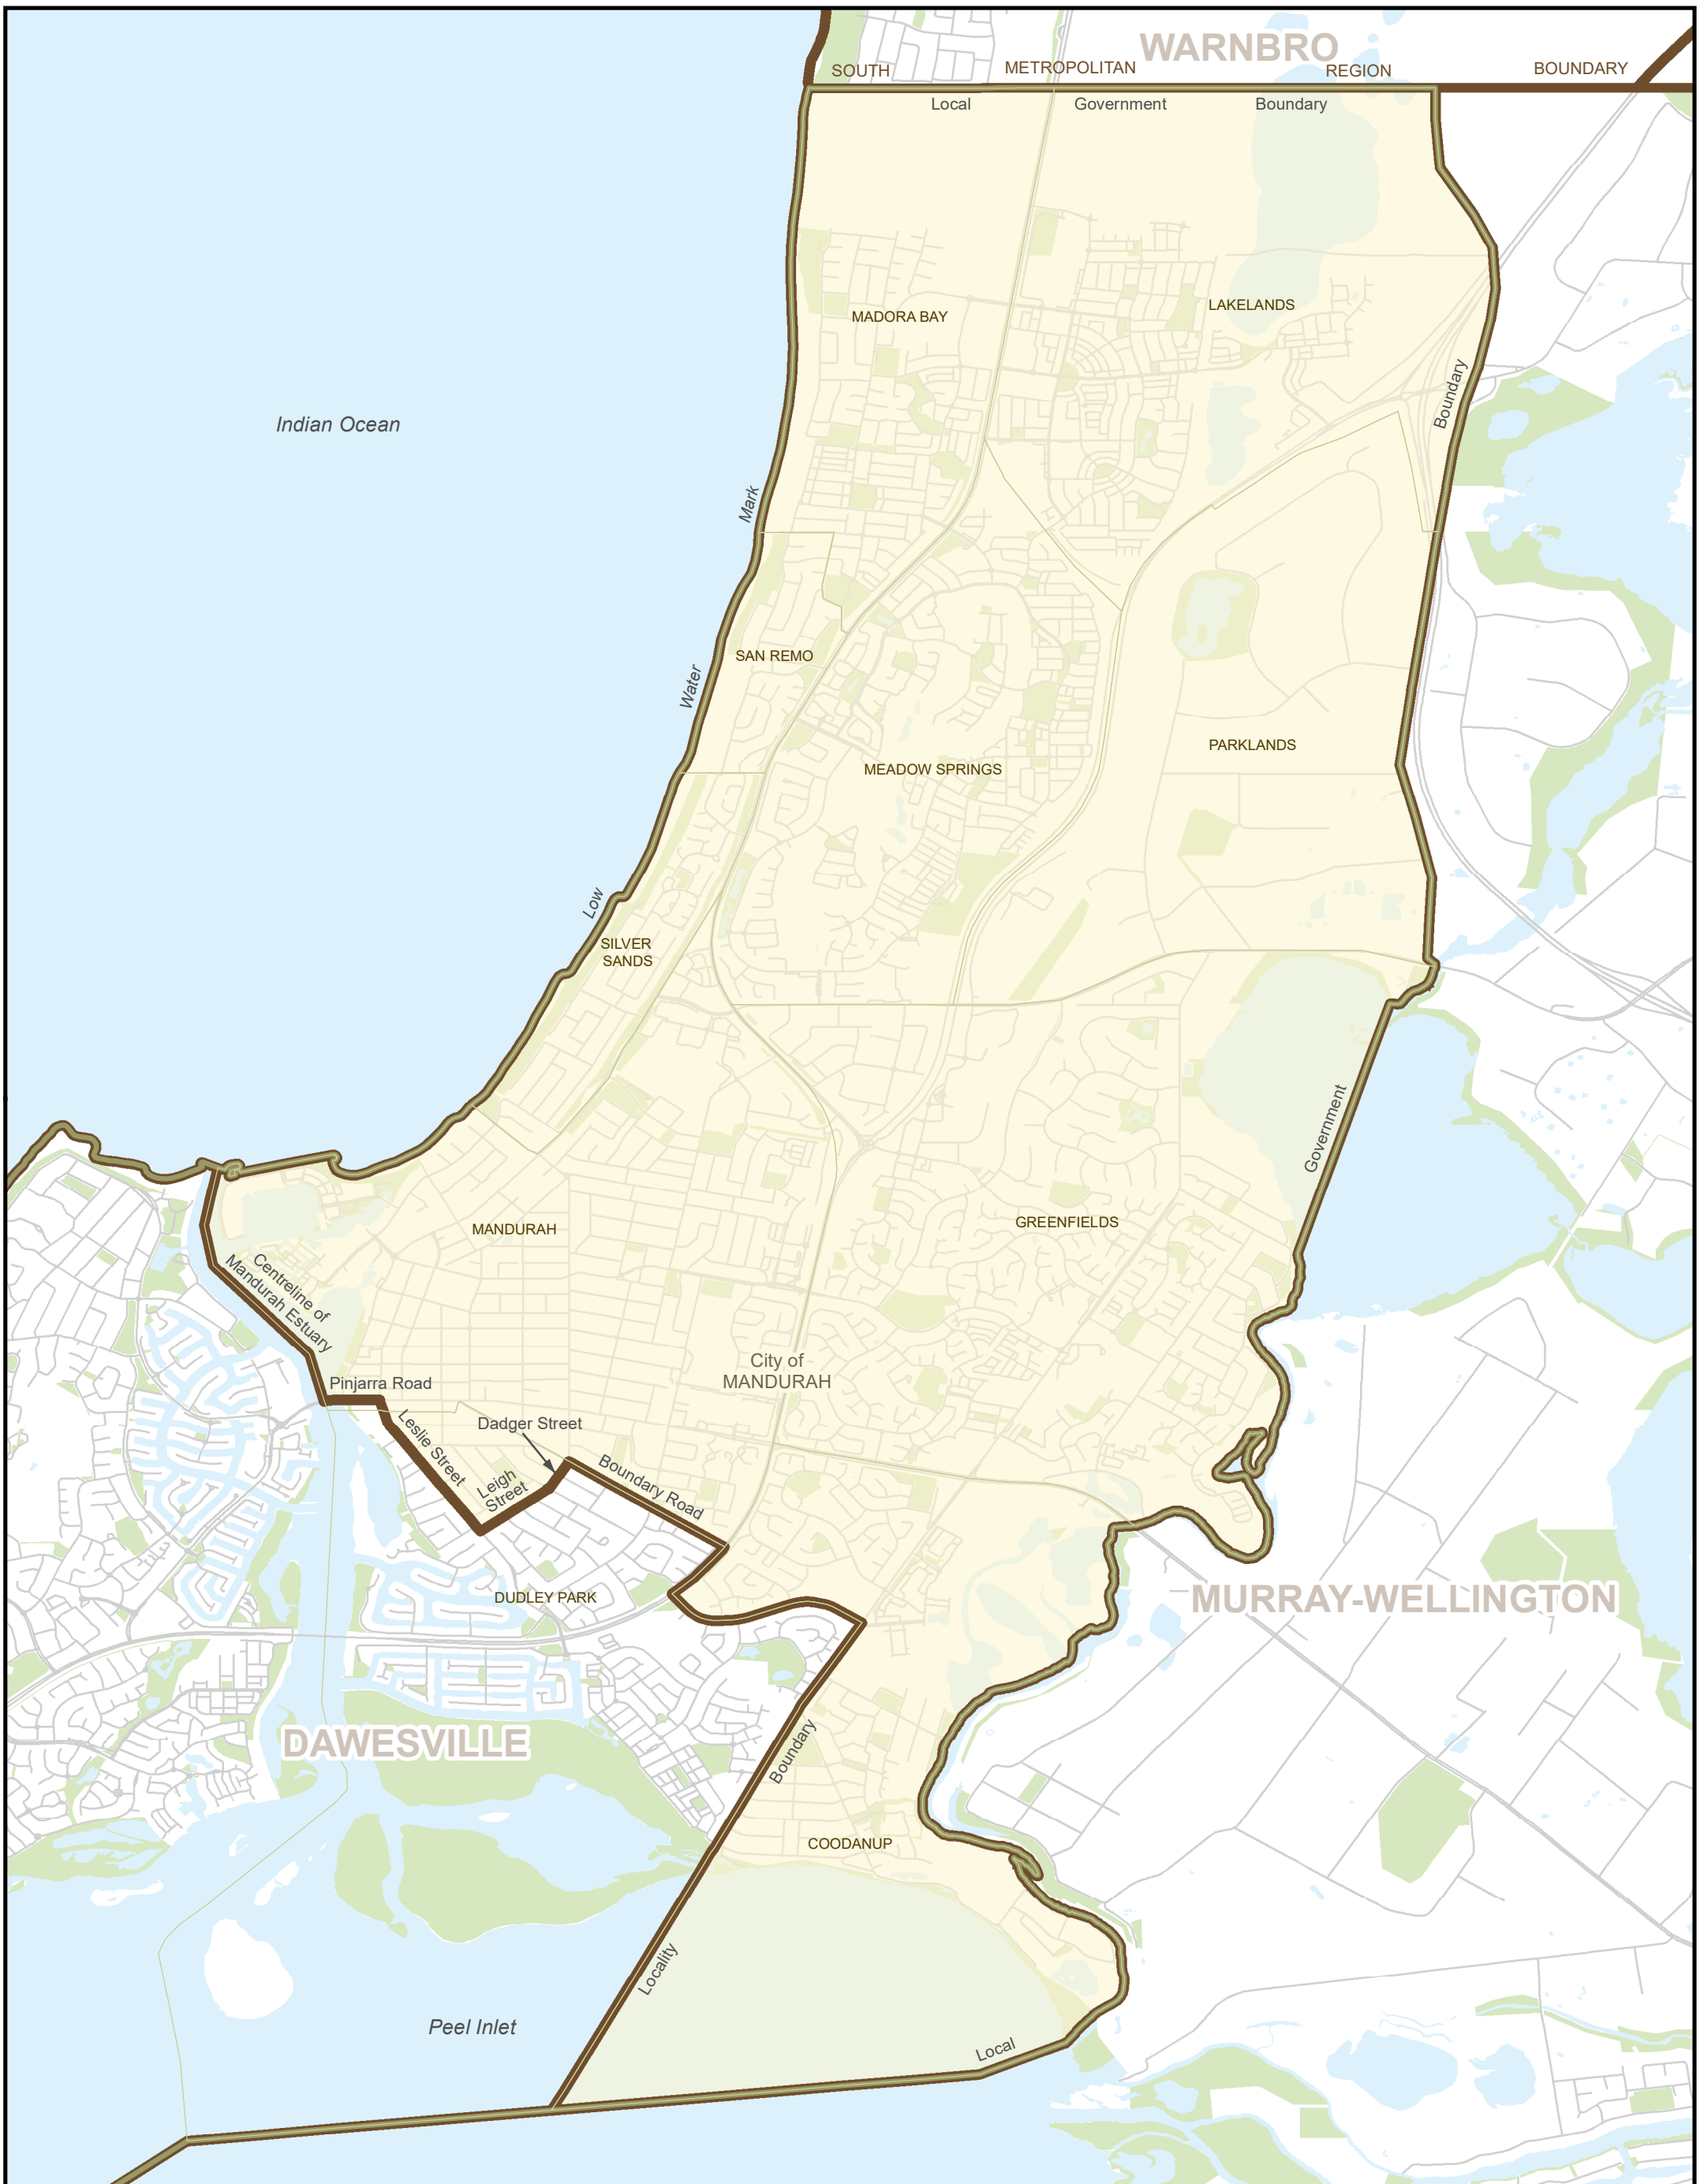 WARNBRO
SOUTH METROPOLITAN REGION BOUNDARY
Local Government Boundary
LAKELANDS
MADORA BAY
Boundary
Indian Ocean
Mark
SAN REMO
Water
PARKLANDS
MEADOW SPRINGS
Low
SILVER
SANDS
Government
GREENFIELDS
MANDURAH
Centreline of
Mandurah Estuary
City of
MANDURAH
Pinjarra Road
Dadger Street
Leslie Street
Leigh
Street
Boundary Road
DUDLEY PARK
MURRAY-WELLINGTON
DAWESVILLE
Boundary
COODANUP
Locality
Peel Inlet
Local